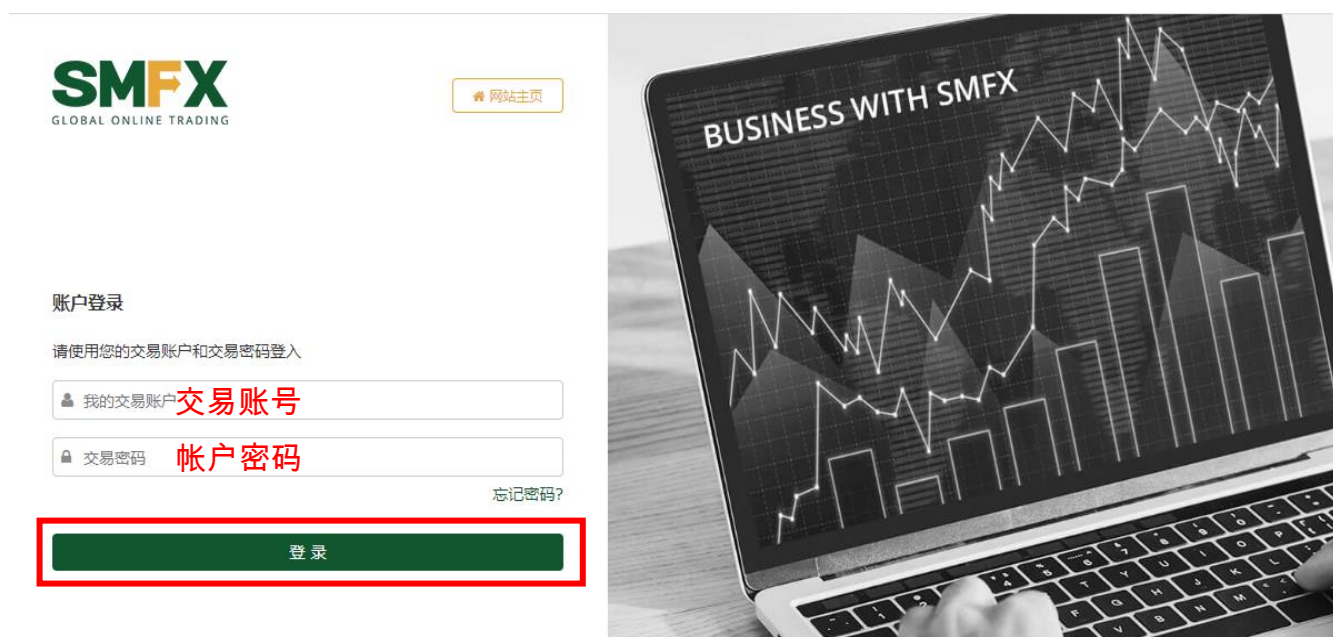 SMFX
GLOBAL ONLINE TRADING
网站主页
账户登录
请使用您的交易账户和交易密码登入
我的交易账户 交易账号
交易密码 帐户密码
忘记密码?
登录
BUSINESS WITH SMFX